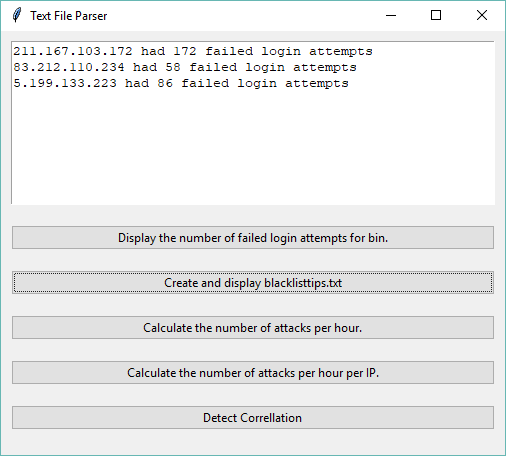 Text File Parser
211.167.103.172 had 172 failed login attempts
83.212.110.234 had 58 failed login attempts
5.199.133.223 had 86 failed login attempts
Display the number of failed login attempts for bin.
Create and display blacklisttips.txt
Calculate the number of attacks per hour.
Calculate the number of attacks per hour per IP.
Detect Correllation